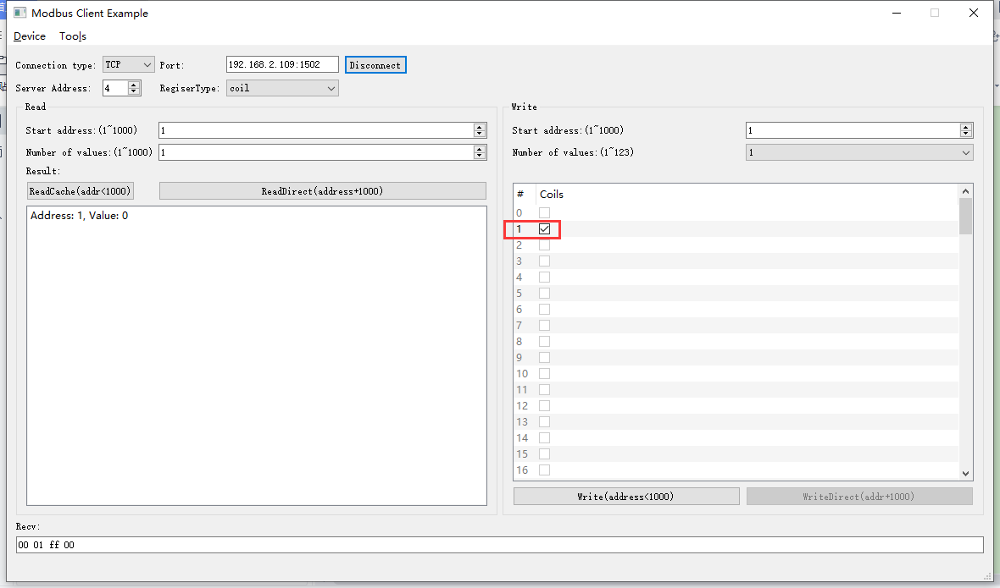 Modbus Client Example
Device Tools
Connection type: TCP Port: 192.168.2.109:1502 Disconnect
Server Address: 4 RegiserType: coil
Read
Start address:(1~1000) 1
Number of values:(1~1000) 1
Result:
ReadCache(addr<1000) ReadDirect(address+1000)
Address: 1, Value: 0
Write
Start address:(1~1000) 1
Number of values:(1~123) 1
# Coils
0
1
2
3
4
5
6
7
8
9
10
11
12
13
14
15
16
Write(address<1000) WriteDirect(addr+1000)
Recv:
00 01 ff 00